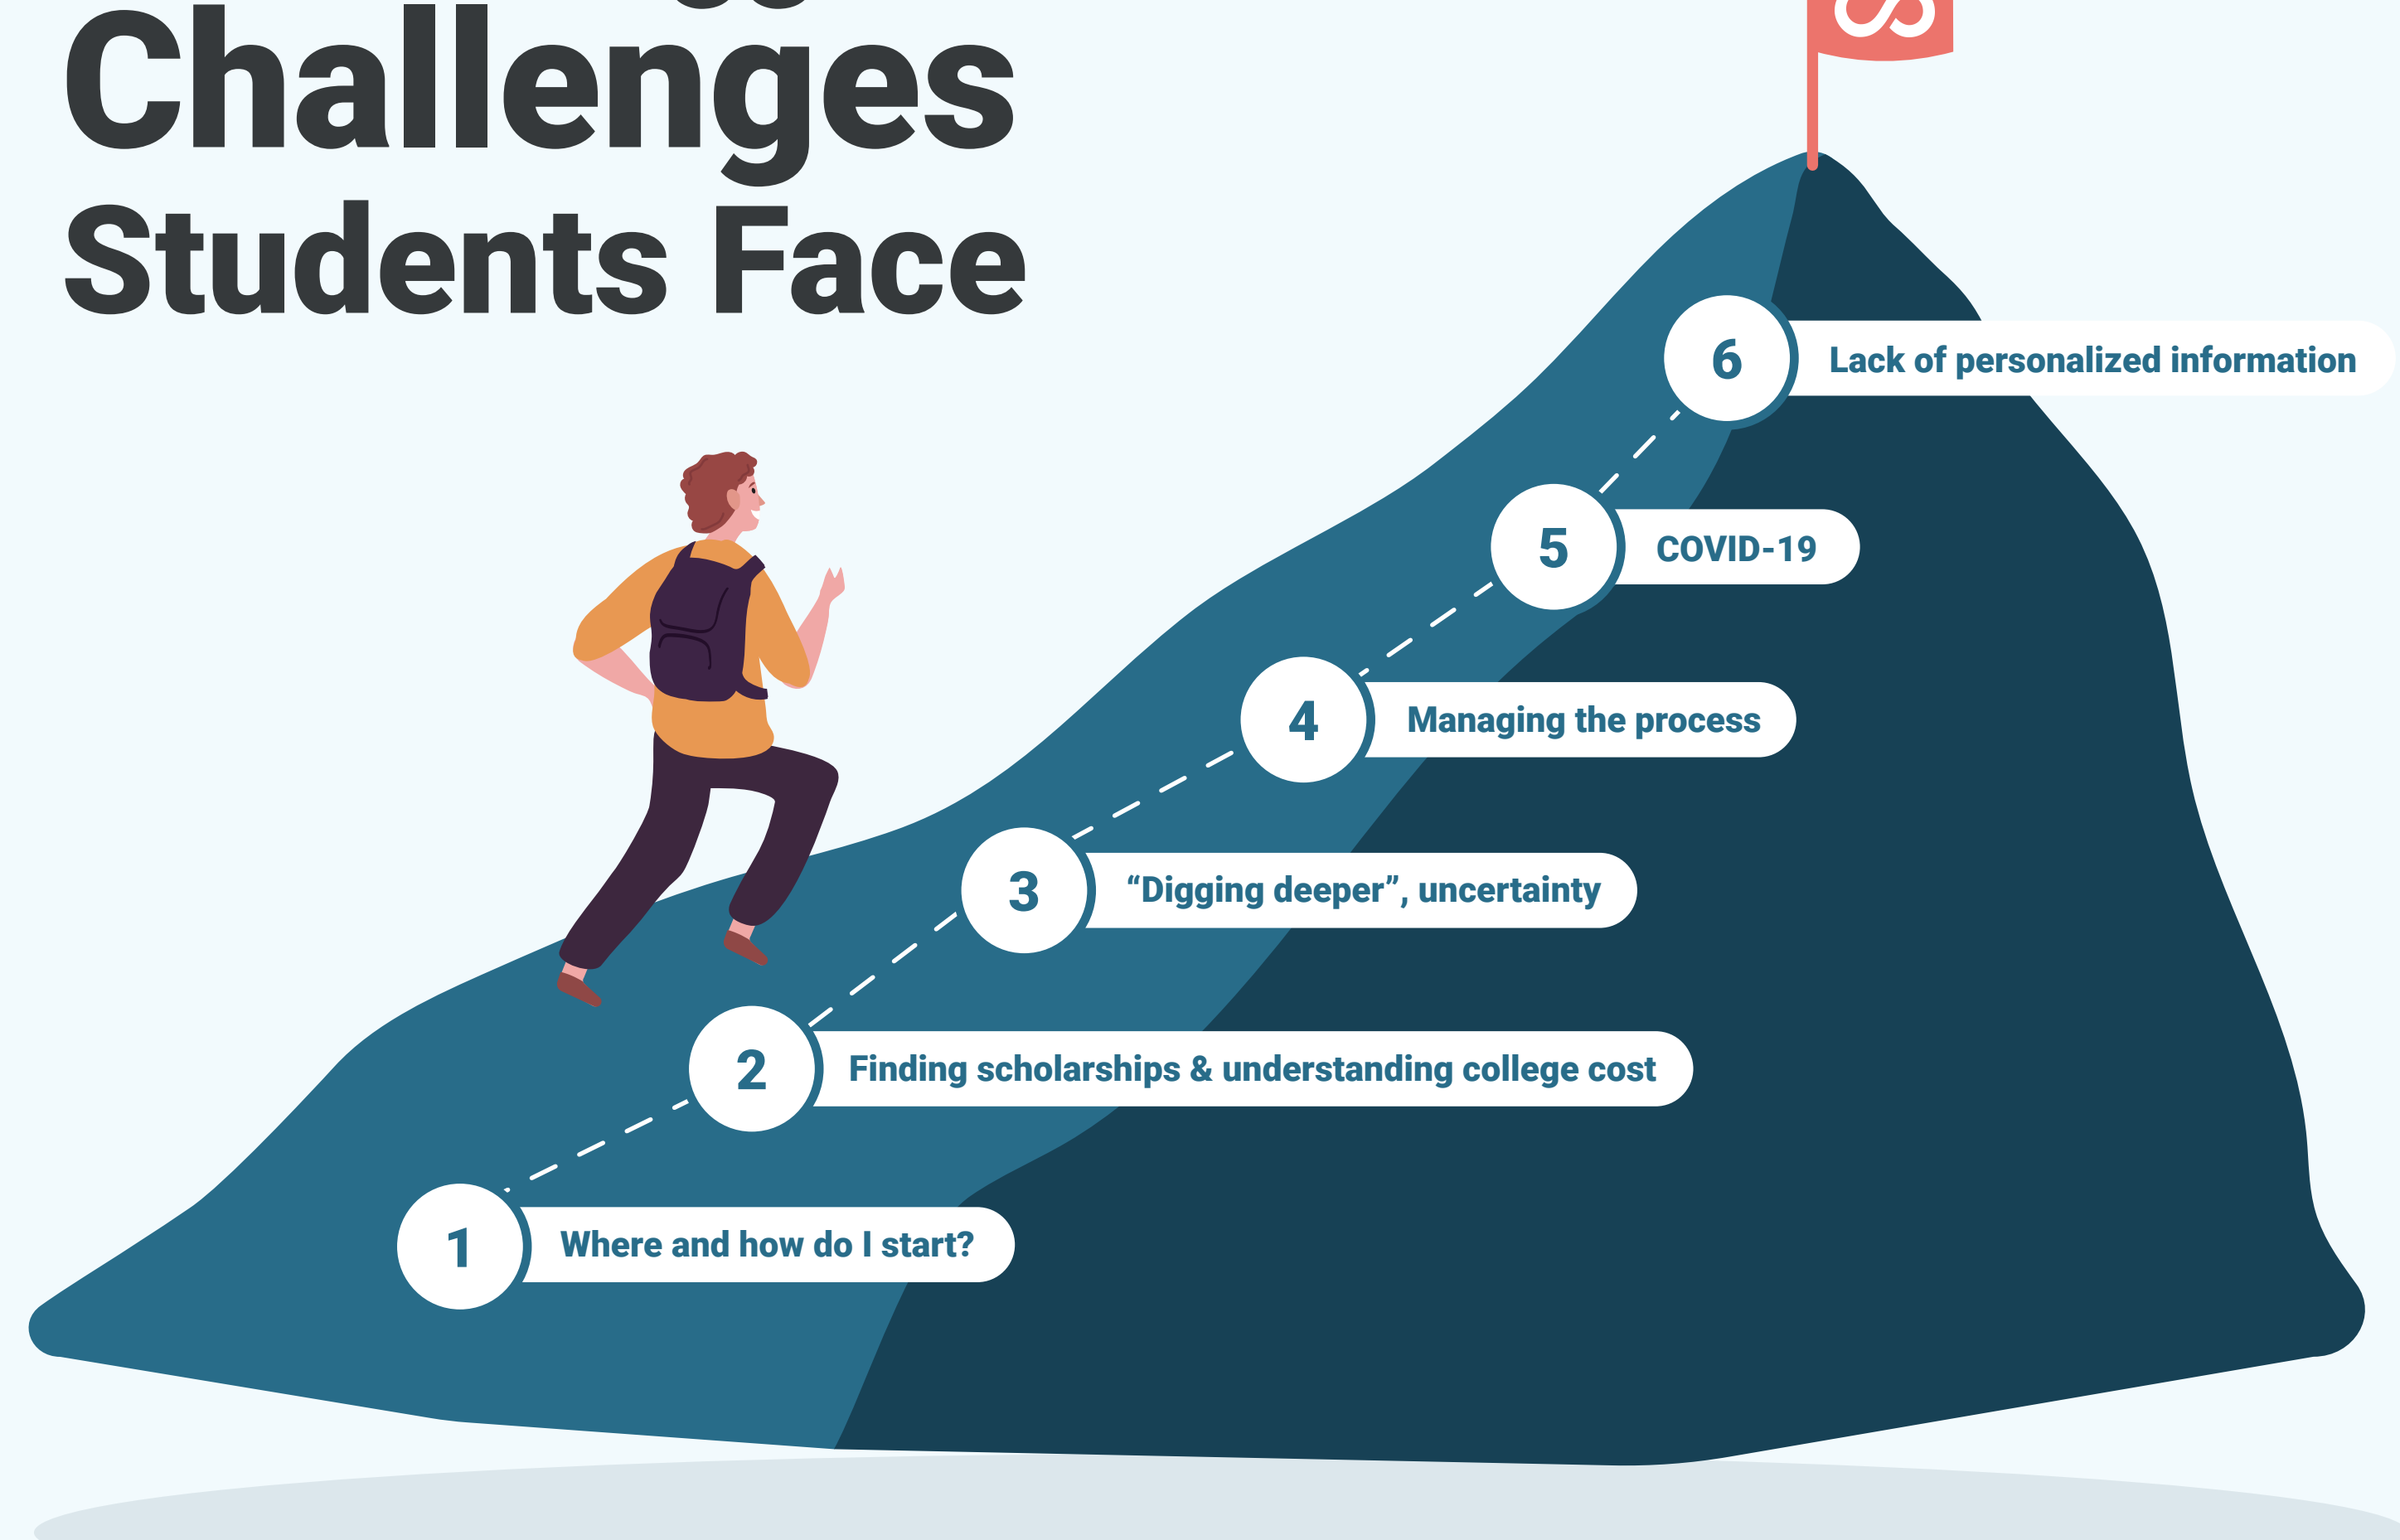 Challenges
Students Face
6
Lack of personalized information
5
COVID-19
4
Managing the process
3
“Digging deeper”, uncertainty
2
Finding scholarships & understanding college cost
1
Where and how do I start?